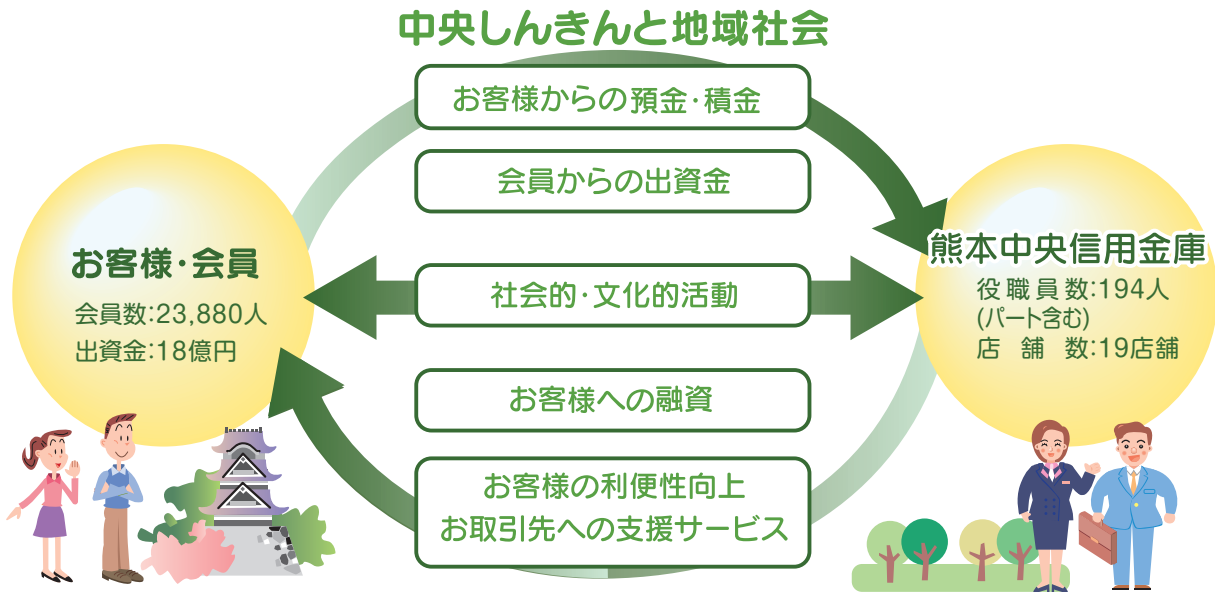 中央しんきんと地域社会
お客様からの預金・積金
会員からの出資金
お客様・会員
会員数:23,880人
出資金:18億円
社会的・文化的活動
熊本中央信用金庫
役職員数:194人
(パート含む)
店舗数:19店舗
お客様への融資
お客様の利便性向上
お取引先への支援サービス